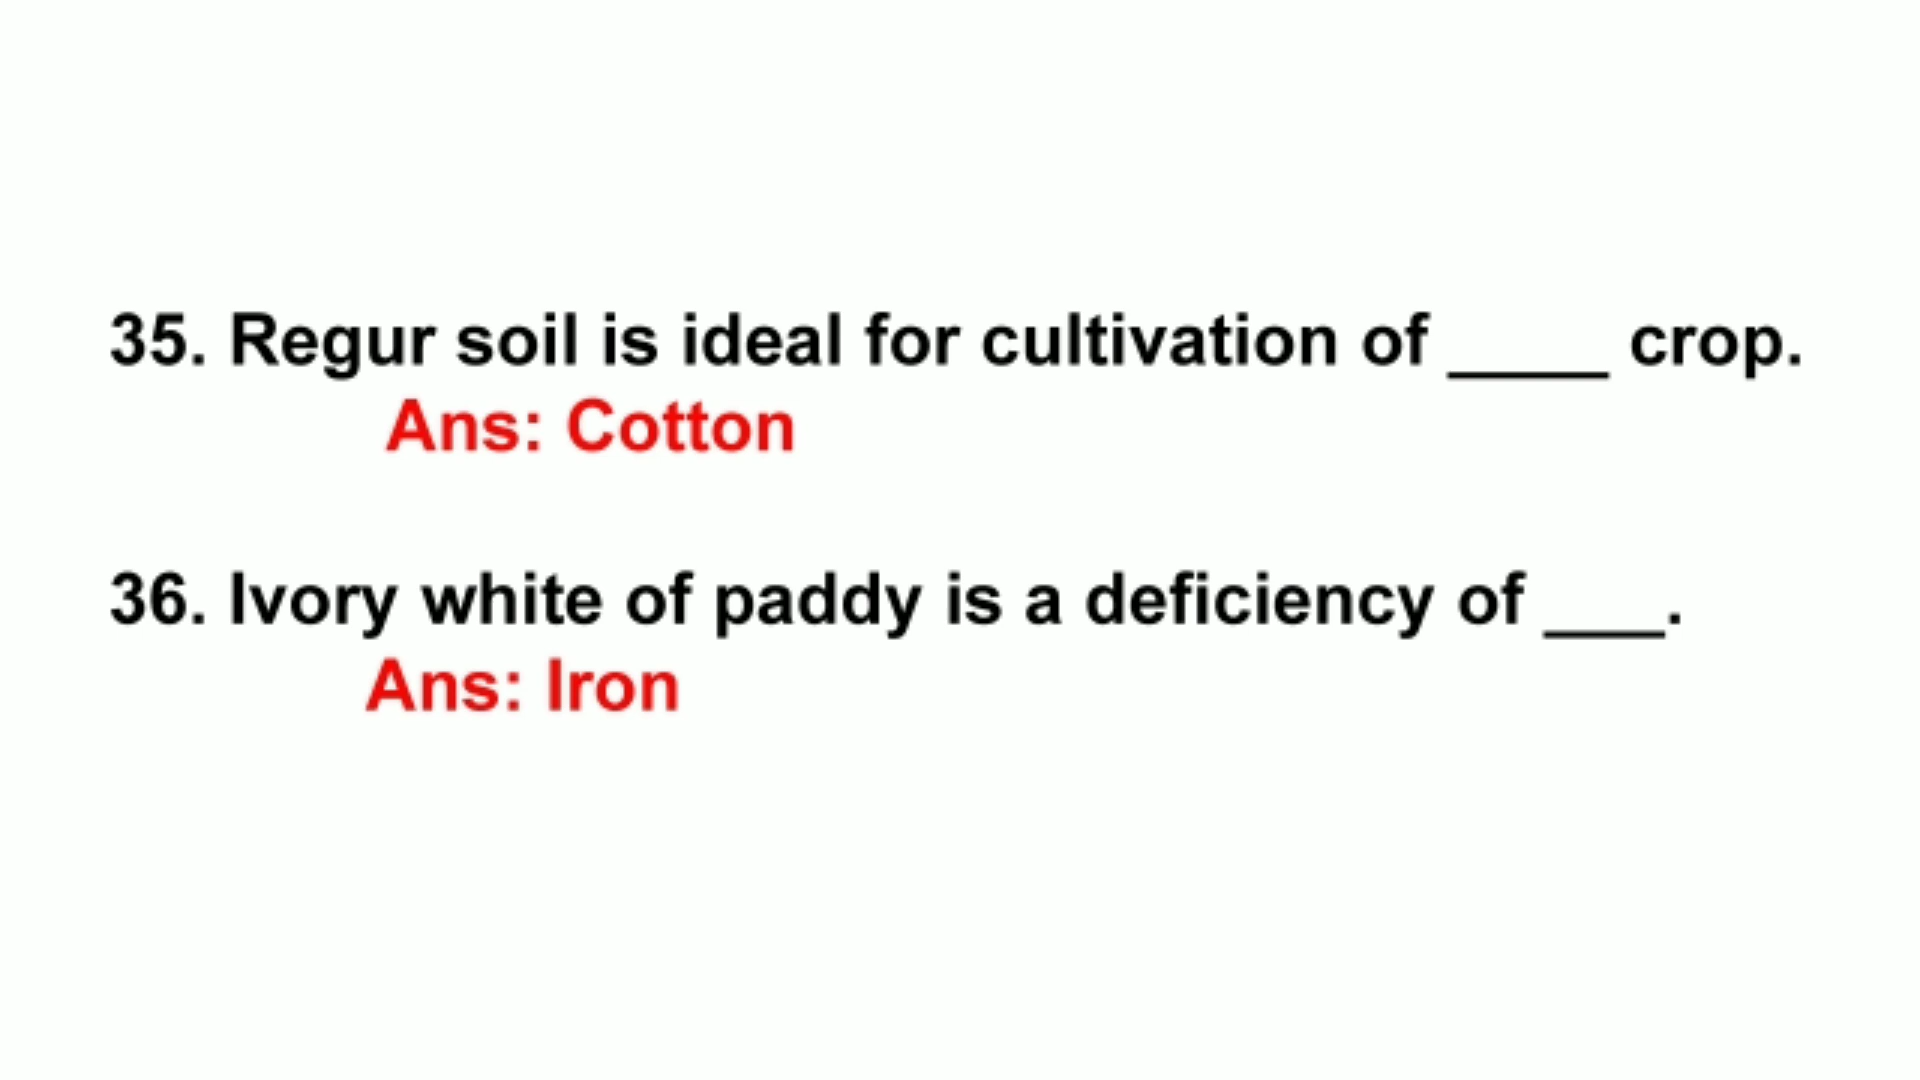 35. Regur soil is ideal for cultivation of ____ crop.
Ans: Cotton
36. Ivory white of paddy is a deficiency of ___.
Ans: Iron